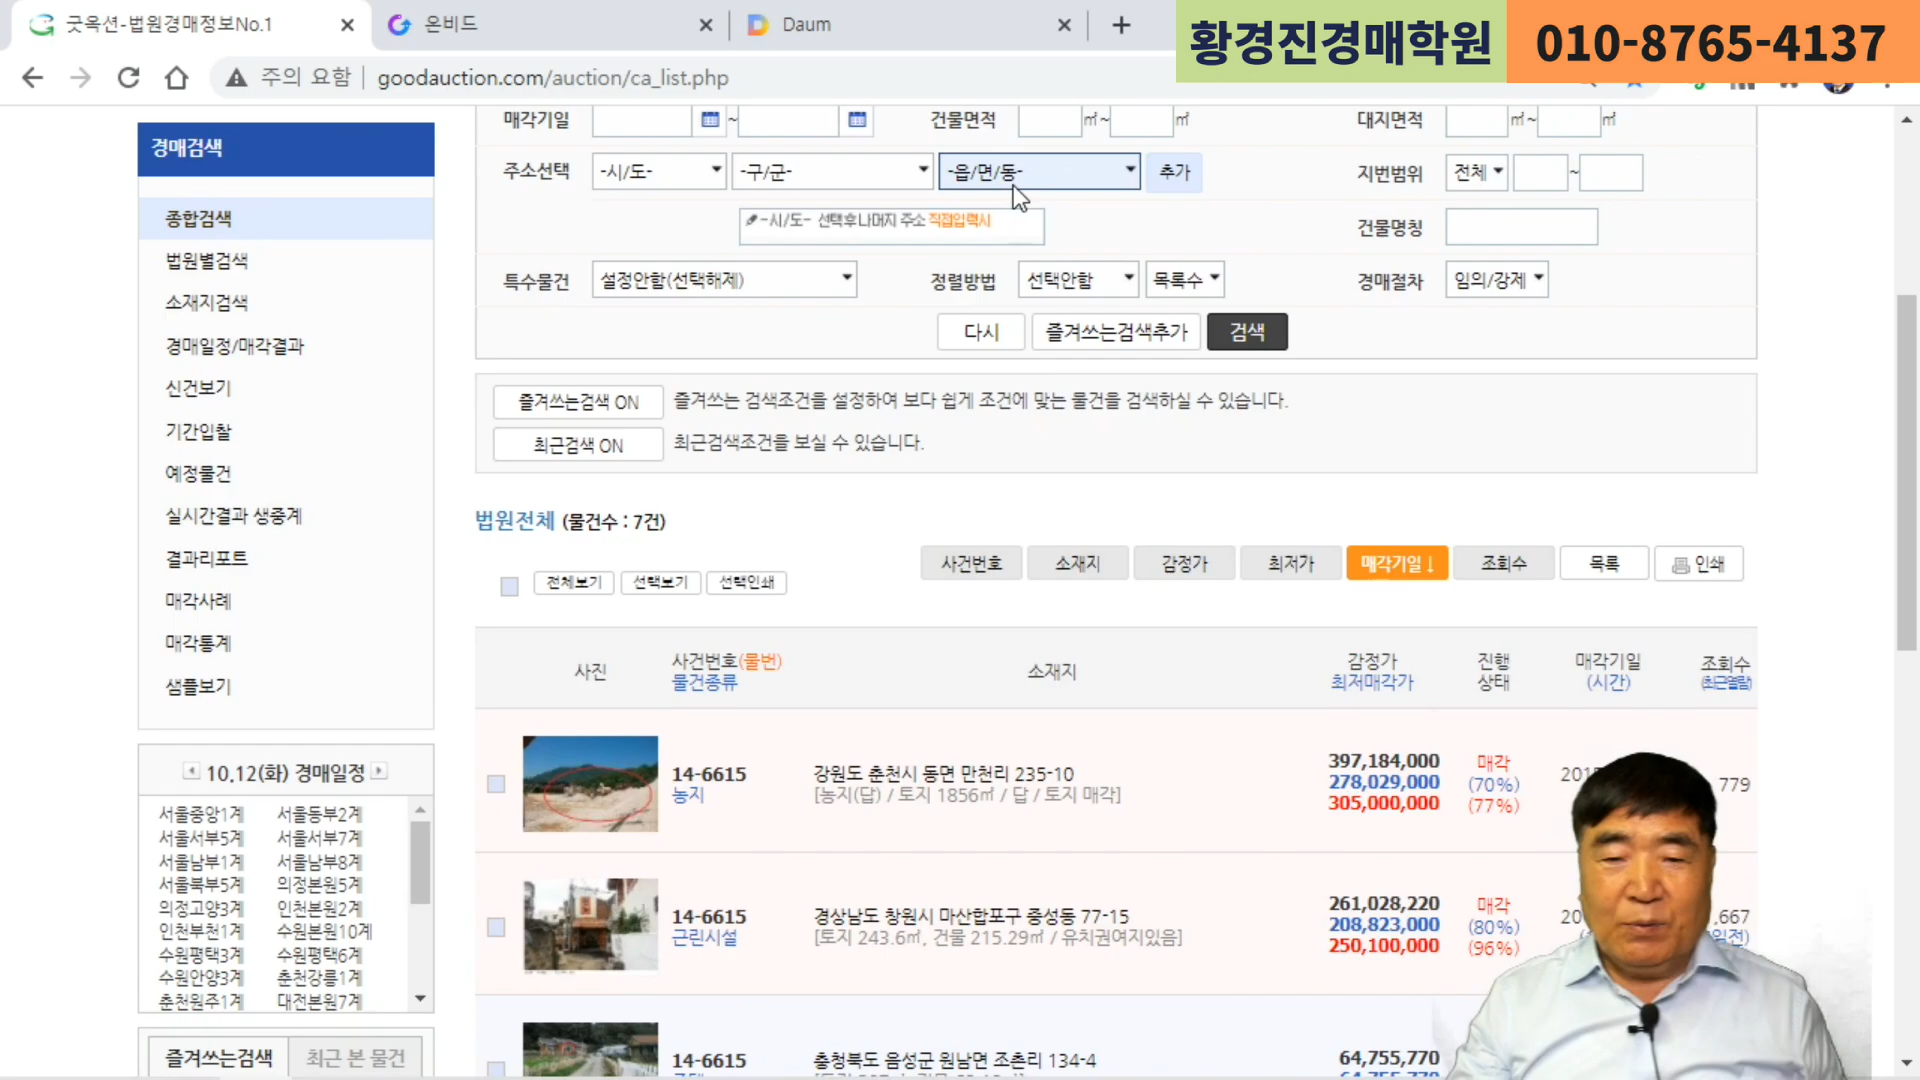 굿옥션-법원경매정보No.1
온비드
Daum
황경진경매학원
010-8765-4137
주의 요함
goodauction.com/auction/ca_list.php
매각기일
~
건물면적
㎡~
㎡
대지면적
㎡~
㎡
주소선택
-시/도-
-구/군-
-읍/면/동-
추가
지번범위
전체
~
-시/도- 선택후 나머지 주소 직접입력시
건물명칭
특수물건
설정안함(선택해제)
정렬방법
선택안함
목록수
경매절차
임의/강제
다시
즐겨쓰는검색추가
검색
즐겨쓰는검색 ON
즐겨쓰는 검색조건을 설정하여 보다 쉽게 조건에 맞는 물건을 검색하실 수 있습니다.
최근검색 ON
최근검색조건을 보실 수 있습니다.
경매검색
종합검색
법원별검색
소재지검색
경매일정/매각결과
신건보기
기간입찰
예정물건
실시간결과 생중계
결과리포트
매각사례
매각통계
샘플보기
10.12(화) 경매일정
서울중앙1계 서울동부2계
서울서부5계 서울서부7계
서울남부1계 서울남부8계
서울북부5계 의정본원5계
의정고양3계 인천본원2계
인천부천1계 수원본원10계
수원평택3계 수원평택6계
수원안양3계 춘천강릉1계
춘천원주1계 대전본원7계
즐겨쓰는검색
최근 본 물건
법원전체 (물건수 : 7건)
전체보기
선택보기
선택인쇄
사건번호
소재지
감정가
최저가
매각기일↓
조회수
목록
인쇄
사진
사건번호(물번)
물건종류
소재지
감정가
최저매각가
진행
상태
매각기일
(시간)
조회수
(최근열람)
14-6615
농지
강원도 춘천시 동면 만천리 235-10
[농지(답) / 토지 1856㎡ / 답 / 토지 매각]
397,184,000
278,029,000
305,000,000
매각
(70%)
(77%)
779
14-6615
근린시설
경상남도 창원시 마산합포구 중성동 77-15
[토지 243.6㎡, 건물 215.29㎡ / 유치권여지있음]
261,028,220
208,823,000
250,100,000
매각
(80%)
(96%)
14-6615
충청북도 음성군 원남면 조촌리 134-4
64,755,770